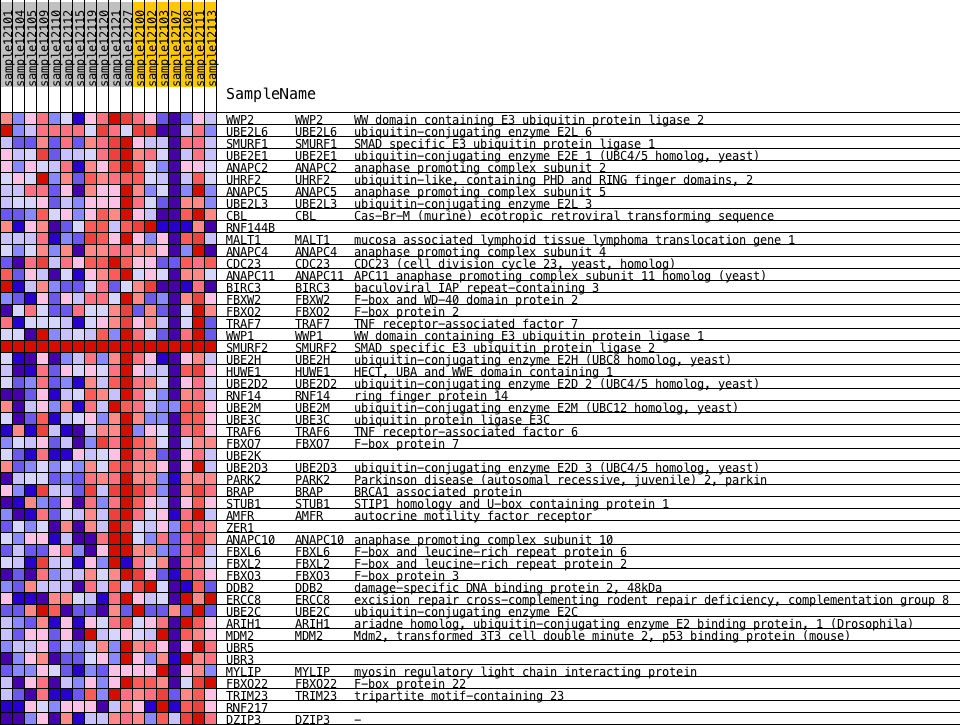 sample12101 sample12104 sample12105 sample12109 sample12110 sample12112 sample12115 sample12119 sample12120 sample12121 sample12127 sample12100 sample12102 sample12103 sample12107 sample12108 sample12111 sample12113
SampleName
WWP2 WWP2 WW domain containing E3 ubiquitin protein ligase 2
UBE2L6 UBE2L6 ubiquitin-conjugating enzyme E2L 6
SMURF1 SMURF1 SMAD specific E3 ubiquitin protein ligase 1
UBE2E1 UBE2E1 ubiquitin-conjugating enzyme E2E 1 (UBC4/5 homolog, yeast)
ANAPC2 ANAPC2 anaphase promoting complex subunit 2
UHRF2 UHRF2 ubiquitin-like, containing PHD and RING finger domains, 2
ANAPC5 ANAPC5 anaphase promoting complex subunit 5
UBE2L3 UBE2L3 ubiquitin-conjugating enzyme E2L 3
CBL CBL Cas-Br-M (murine) ecotropic retroviral transforming sequence
RNF144B
MALT1 MALT1 mucosa associated lymphoid tissue lymphoma translocation gene 1
ANAPC4 ANAPC4 anaphase promoting complex subunit 4
CDC23 CDC23 CDC23 (cell division cycle 23, yeast, homolog)
ANAPC11 ANAPC11 APC11 anaphase promoting complex subunit 11 homolog (yeast)
BIRC3 BIRC3 baculoviral IAP repeat-containing 3
FBXW2 FBXW2 F-box and WD-40 domain protein 2
FBXO2 FBXO2 F-box protein 2
TRAF7 TRAF7 TNF receptor-associated factor 7
WWP1 WWP1 WW domain containing E3 ubiquitin protein ligase 1
SMURF2 SMURF2 SMAD specific E3 ubiquitin protein ligase 2
UBE2H UBE2H ubiquitin-conjugating enzyme E2H (UBC8 homolog, yeast)
HUWE1 HUWE1 HECT, UBA and WWE domain containing 1
UBE2D2 UBE2D2 ubiquitin-conjugating enzyme E2D 2 (UBC4/5 homolog, yeast)
RNF14 RNF14 ring finger protein 14
UBE2M UBE2M ubiquitin-conjugating enzyme E2M (UBC12 homolog, yeast)
UBE3C UBE3C ubiquitin protein ligase E3C
TRAF6 TRAF6 TNF receptor-associated factor 6
FBXO7 FBXO7 F-box protein 7
UBE2K
UBE2D3 UBE2D3 ubiquitin-conjugating enzyme E2D 3 (UBC4/5 homolog, yeast)
PARK2 PARK2 Parkinson disease (autosomal recessive, juvenile) 2, parkin
BRAP BRAP BRCA1 associated protein
STUB1 STUB1 STIP1 homology and U-box containing protein 1
AMFR AMFR autocrine motility factor receptor
ZER1
ANAPC10 ANAPC10 anaphase promoting complex subunit 10
FBXL6 FBXL6 F-box and leucine-rich repeat protein 6
FBXL2 FBXL2 F-box and leucine-rich repeat protein 2
FBXO3 FBXO3 F-box protein 3
DDB2 DDB2 damage-specific DNA binding protein 2, 48kDa
ERCC8 ERCC8 excision repair cross-complementing rodent repair deficiency, complementation group 8
UBE2C UBE2C ubiquitin-conjugating enzyme E2C
ARIH1 ARIH1 ariadne homolog, ubiquitin-conjugating enzyme E2 binding protein, 1 (Drosophila)
MDM2 MDM2 Mdm2, transformed 3T3 cell double minute 2, p53 binding protein (mouse)
UBR5
UBR3
MYLIP MYLIP myosin regulatory light chain interacting protein
FBXO22 FBXO22 F-box protein 22
TRIM23 TRIM23 tripartite motif-containing 23
RNF217
DZIP3 DZIP3 -